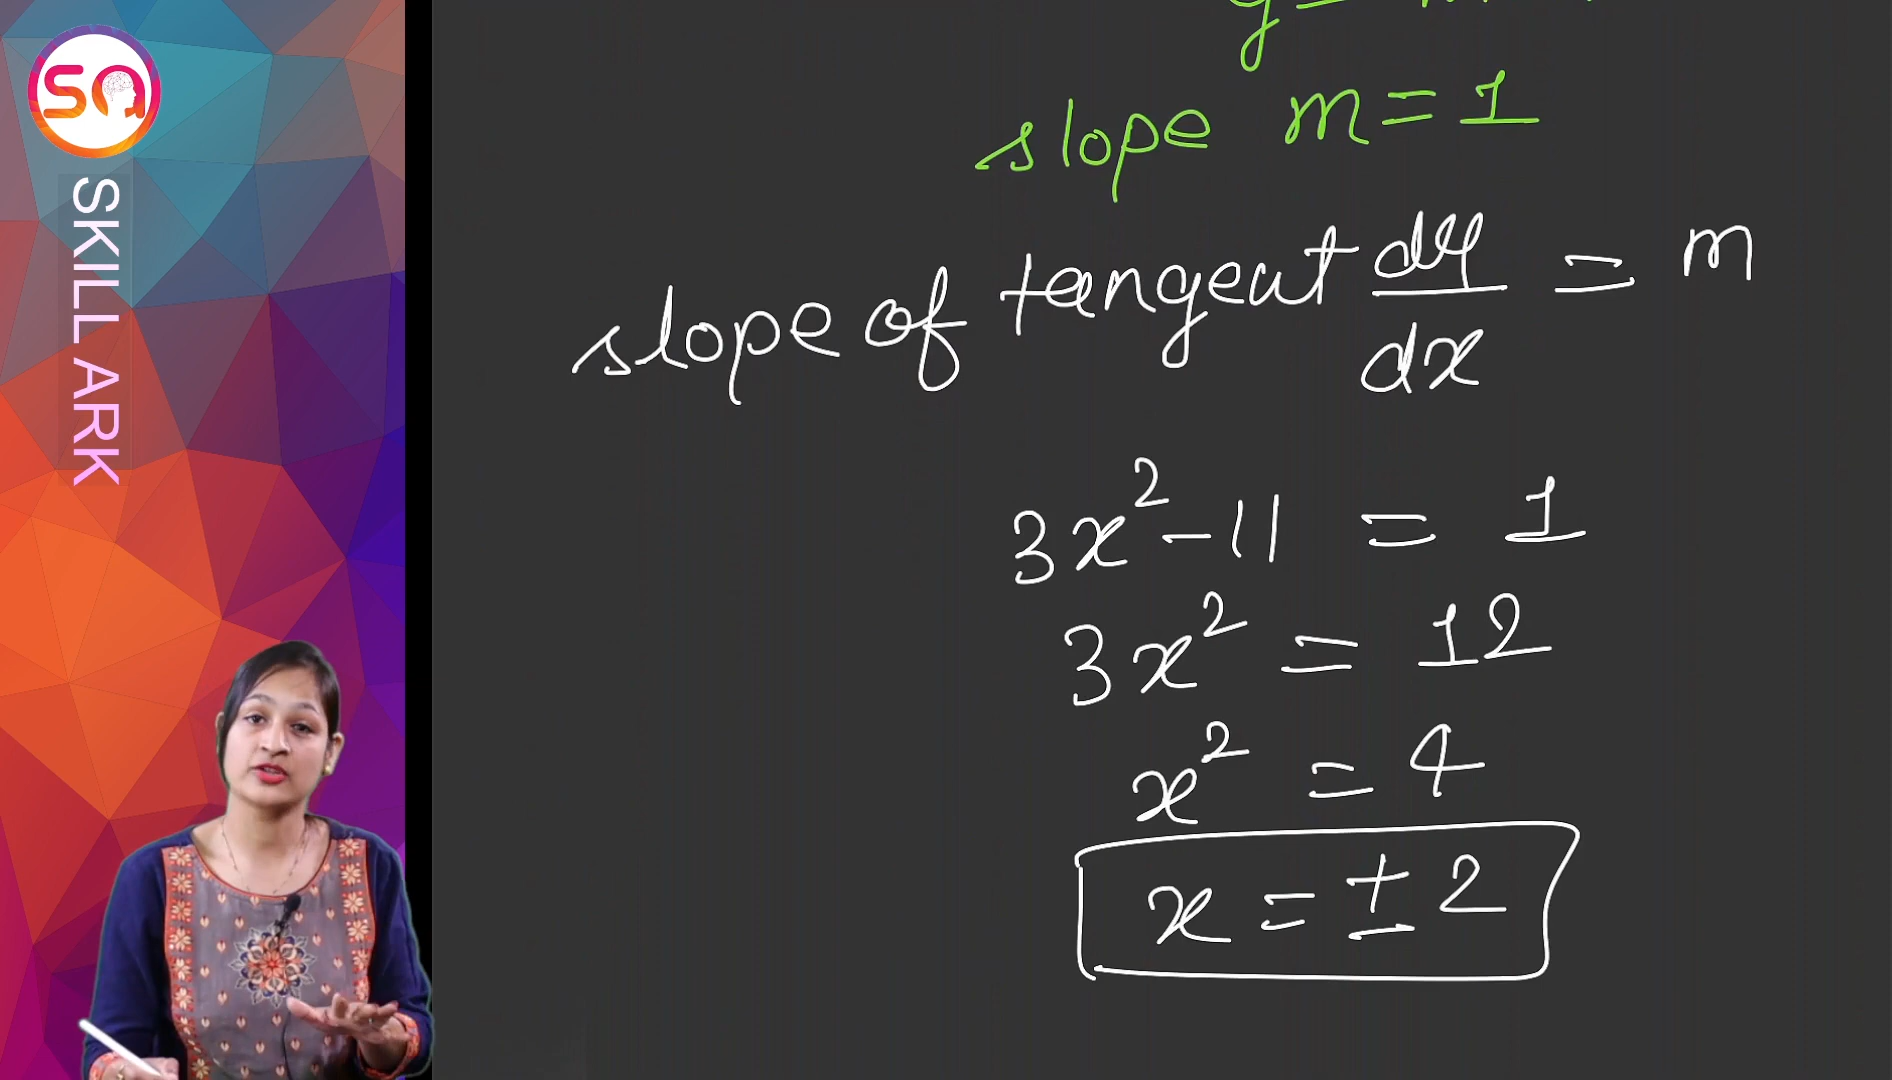 SKILL ARK
slope m = 1
slope of tangent dy/dx = m
3x² - 11 = 1
3x² = 12
x² = 4
x = ± 2